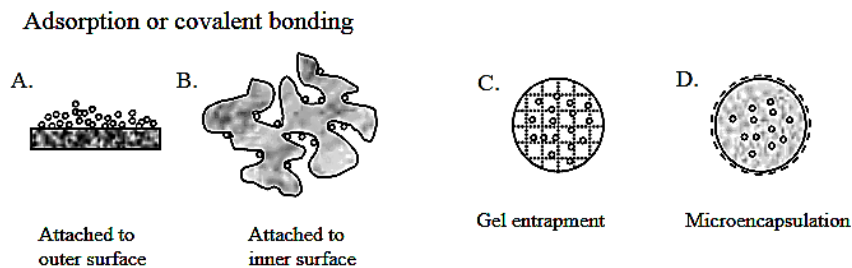 Adsorption or covalent bonding
A.
B.
C.
D.
Attached to
outer surface
Attached to
inner surface
Gel entrapment
Microencapsulation